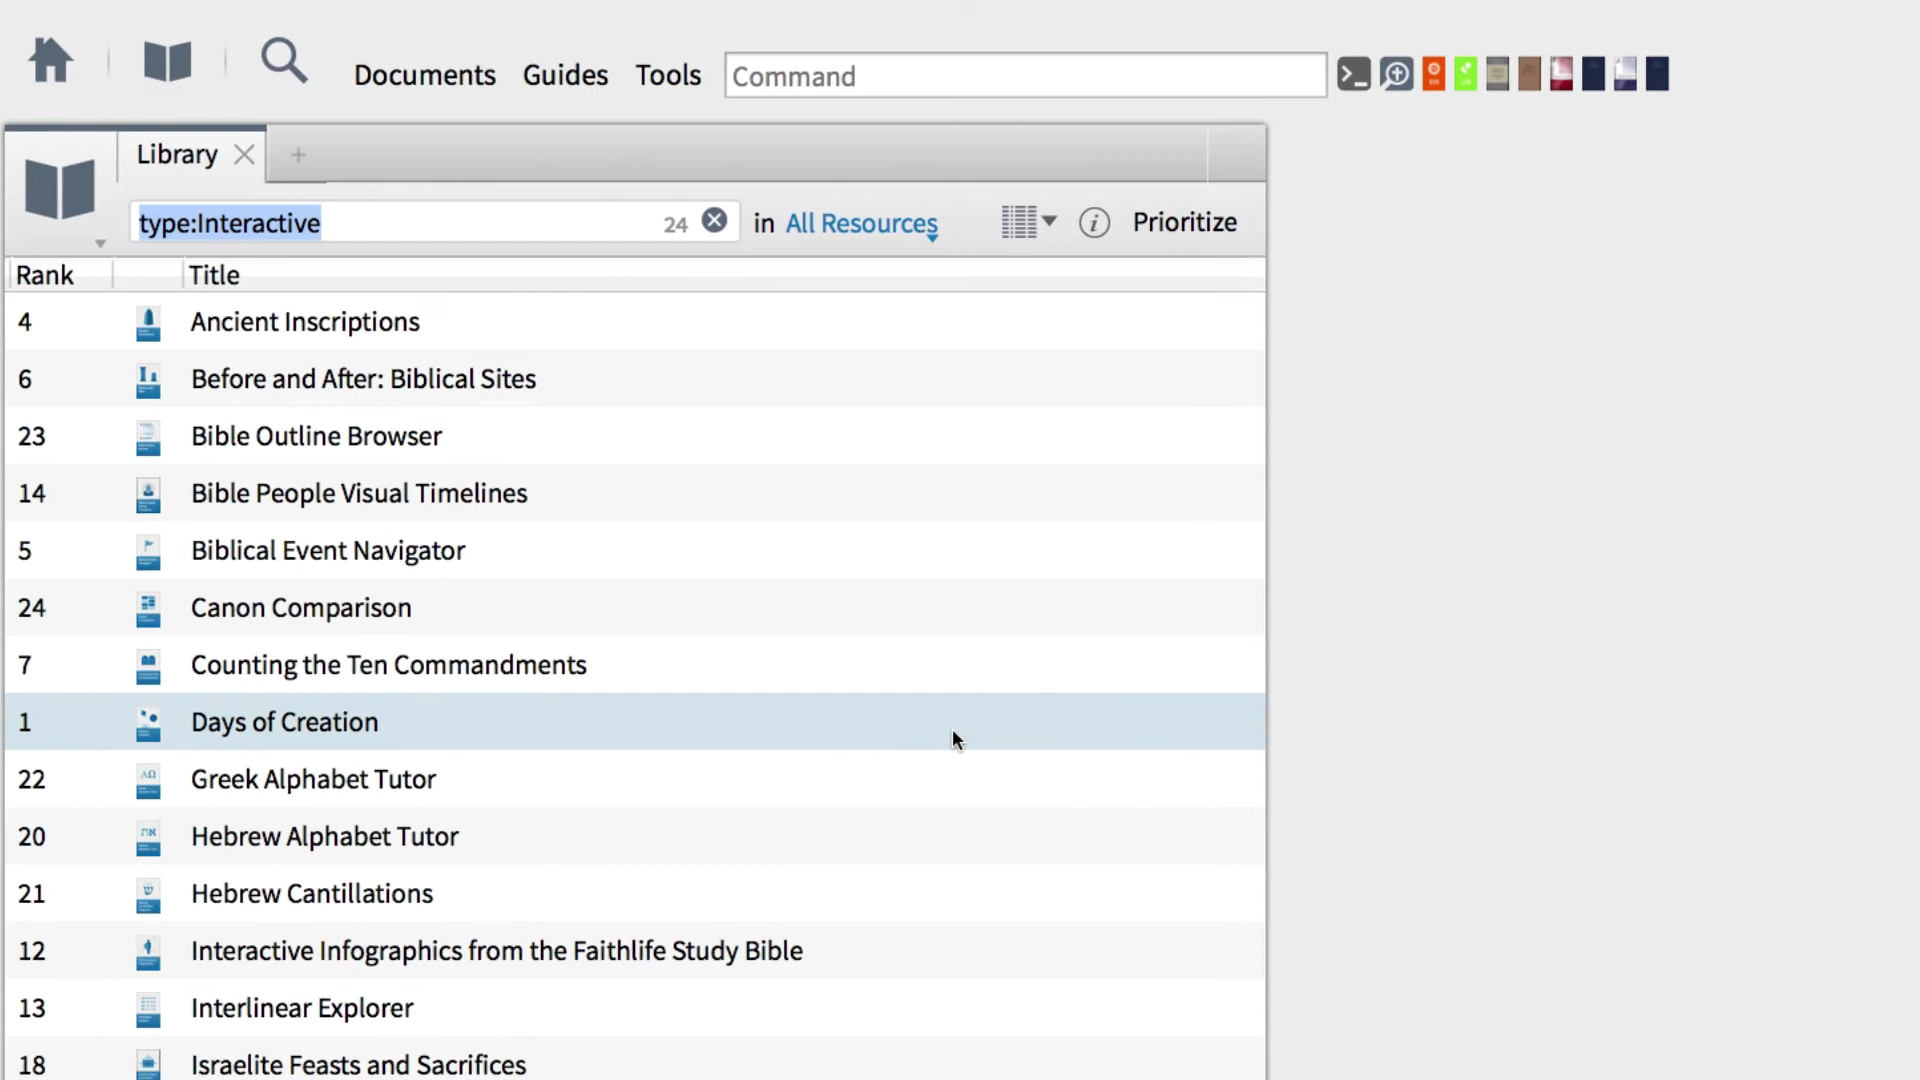 Documents Guides Tools Command
Library
type:Interactive 24 in All Resources Prioritize
Rank Title
4 Ancient Inscriptions
6 Before and After: Biblical Sites
23 Bible Outline Browser
14 Bible People Visual Timelines
5 Biblical Event Navigator
24 Canon Comparison
7 Counting the Ten Commandments
1 Days of Creation
22 Greek Alphabet Tutor
20 Hebrew Alphabet Tutor
21 Hebrew Cantillations
12 Interactive Infographics from the Faithlife Study Bible
13 Interlinear Explorer
18 Israelite Feasts and Sacrifices